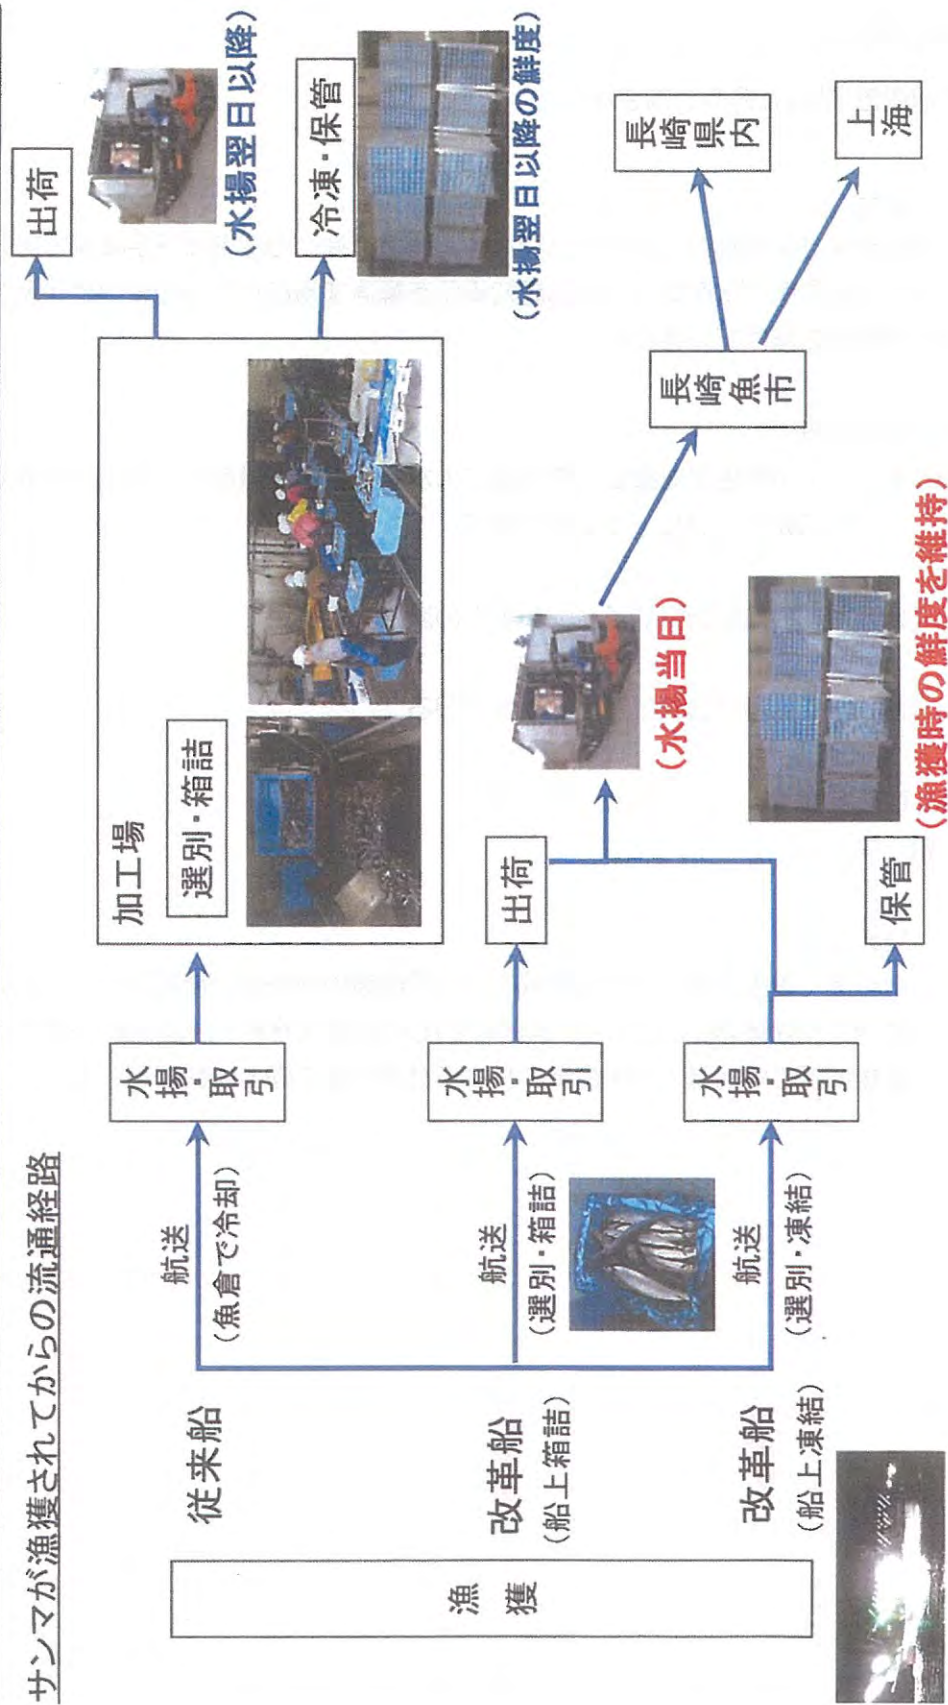 サンマが漁獲されてからの流通経路
漁獲
従来船
航送
(魚倉で冷却)
水揚・取引
加工場
選別・箱詰
出荷
(水揚翌日以降)
冷凍・保管
(水揚翌日以降の鮮度)
改革船
(船上箱詰)
航送
(選別・箱詰)
水揚・取引
出荷
(水揚当日)
長崎魚市
長崎県内
上海
改革船
(船上凍結)
航送
(選別・凍結)
水揚・取引
保管
(漁獲時の鮮度を維持)